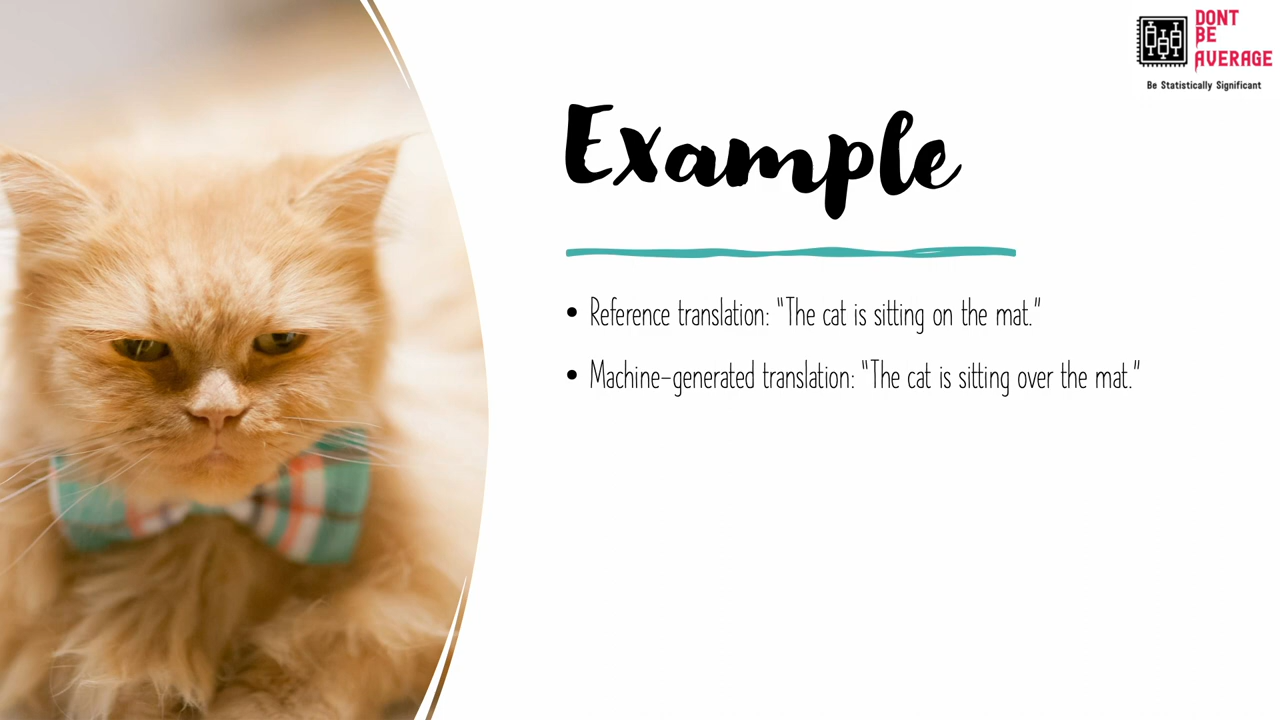 DONT
BE
AVERAGE
Be Statistically Significant
Example
• Reference translation: "The cat is sitting on the mat."
• Machine-generated translation: "The cat is sitting over the mat."